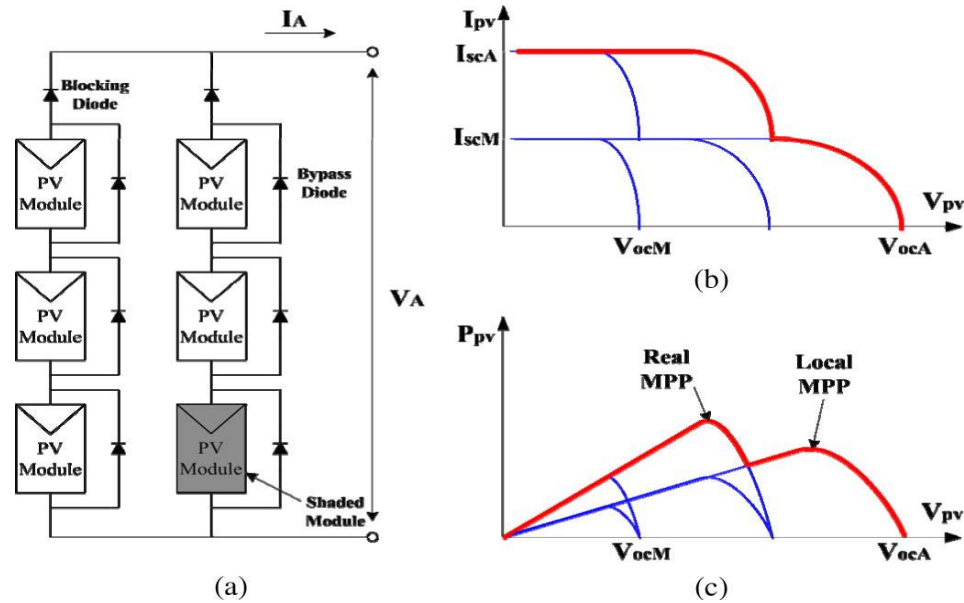 IA
Blocking
Diode
PV
Module
PV
Module
Bypass
Diode
PV
Module
PV
Module
VA
PV
Module
PV
Module
Shaded
Module
(a)
Ipv
IscA
IscM
Vpv
VocM
VocA
(b)
Ppv
Real
MPP
Local
MPP
Vpv
VocM
VocA
(c)